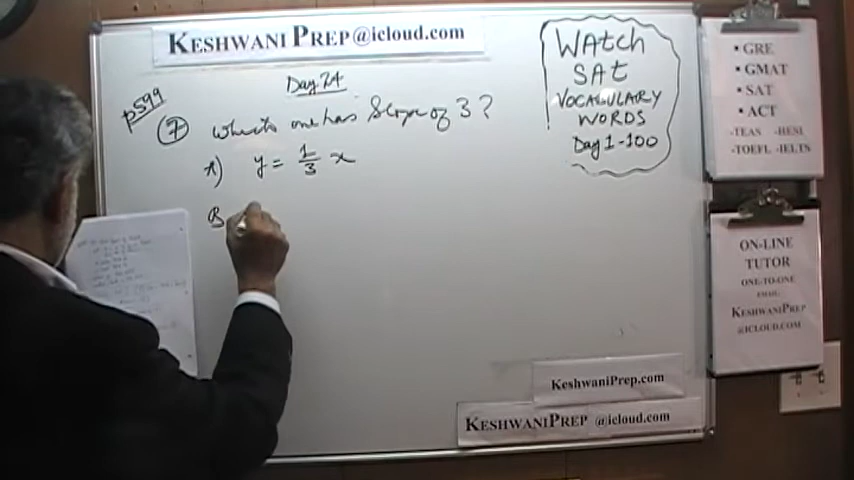 KESHWANIPREP@icloud.com
Day 24
p599
7 which one has Slope of 3?
A) y = 1/3 x
B
WAtch
SAt
VOCABULARY
WORDS
Day 1-100
• GRE
• GMAT
• SAT
• ACT
-TEAS -HESI
-TOEFL -IELTS
ON-LINE
TUTOR
ONE-TO-ONE
EMAIL
KESHWANIPREP
@ICLOUD.COM
KESHWANIPREP.com
KESHWANIPREP @icloud.com